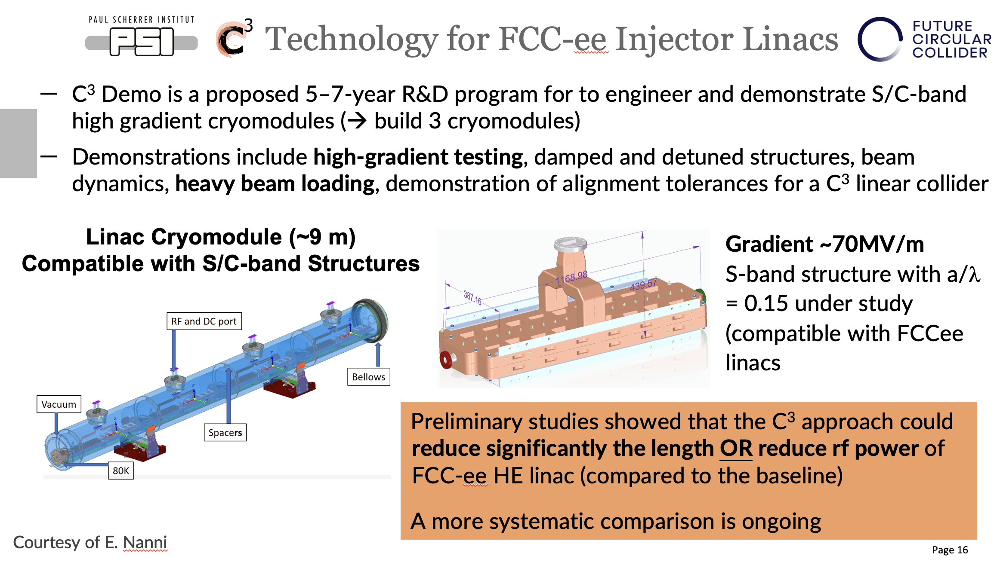 PAUL SCHERRER INSTITUT
PSI
C³ Technology for FCC-ee Injector Linacs
FUTURE
CIRCULAR
COLLIDER
— C³ Demo is a proposed 5–7-year R&D program for to engineer and demonstrate S/C-band
high gradient cryomodules (→ build 3 cryomodules)
— Demonstrations include high-gradient testing, damped and detuned structures, beam
dynamics, heavy beam loading, demonstration of alignment tolerances for a C³ linear collider
Linac Cryomodule (~9 m)
Compatible with S/C-band Structures
RF and DC port
Bellows
Vacuum
Spacers
80K
z
x
z
x
z
x
z
x
1168.98
439.57
387.16
Gradient ~70MV/m
S-band structure with a/λ
= 0.15 under study
(compatible with FCCee
linacs
Preliminary studies showed that the C³ approach could
reduce significantly the length OR reduce rf power of
FCC-ee HE linac (compared to the baseline)
A more systematic comparison is ongoing
Courtesy of E. Nanni
Page 16